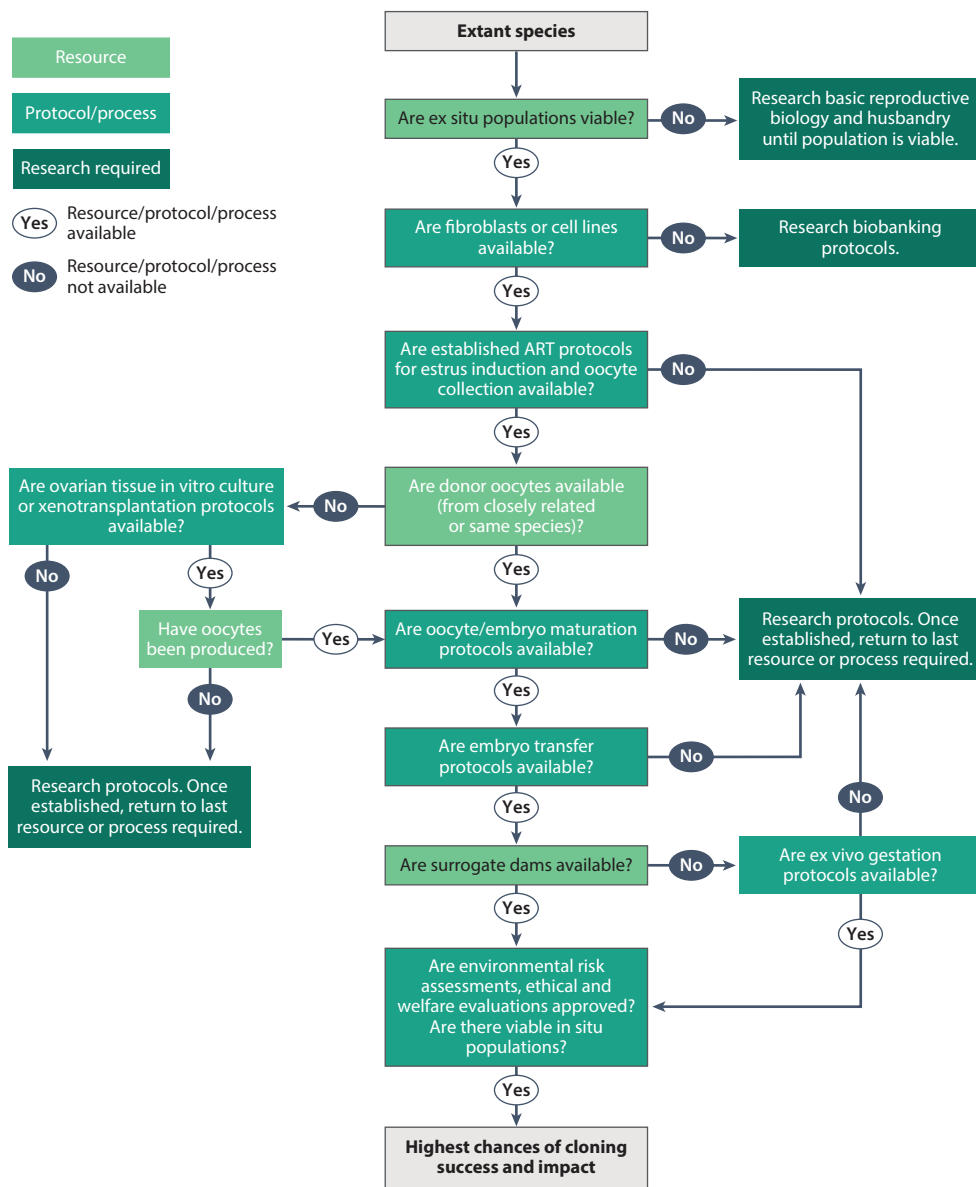 Extant species
Resource
Protocol/process
Research required
Yes
Resource/protocol/process
available
No
Resource/protocol/process
not available
Are ex situ populations viable?
No
Research basic reproductive
biology and husbandry
until population is viable.
Yes
Are fibroblasts or cell lines
available?
No
Research biobanking
protocols.
Yes
Are established ART protocols
for estrus induction and oocyte
collection available?
No
Yes
Are ovarian tissue in vitro culture
or xenotransplantation protocols
available?
No
Are donor oocytes available
(from closely related
or same species)?
No
Yes
Yes
Have oocytes
been produced?
Yes
Are oocyte/embryo maturation
protocols available?
No
Research protocols. Once
established, return to last
resource or process required.
No
Yes
Are embryo transfer
protocols available?
No
Research protocols. Once
established, return to last
resource or process required.
Yes
No
Are surrogate dams available?
No
Are ex vivo gestation
protocols available?
Yes
Yes
Are environmental risk
assessments, ethical and
welfare evaluations approved?
Are there viable in situ
populations?
Yes
Highest chances of cloning
success and impact